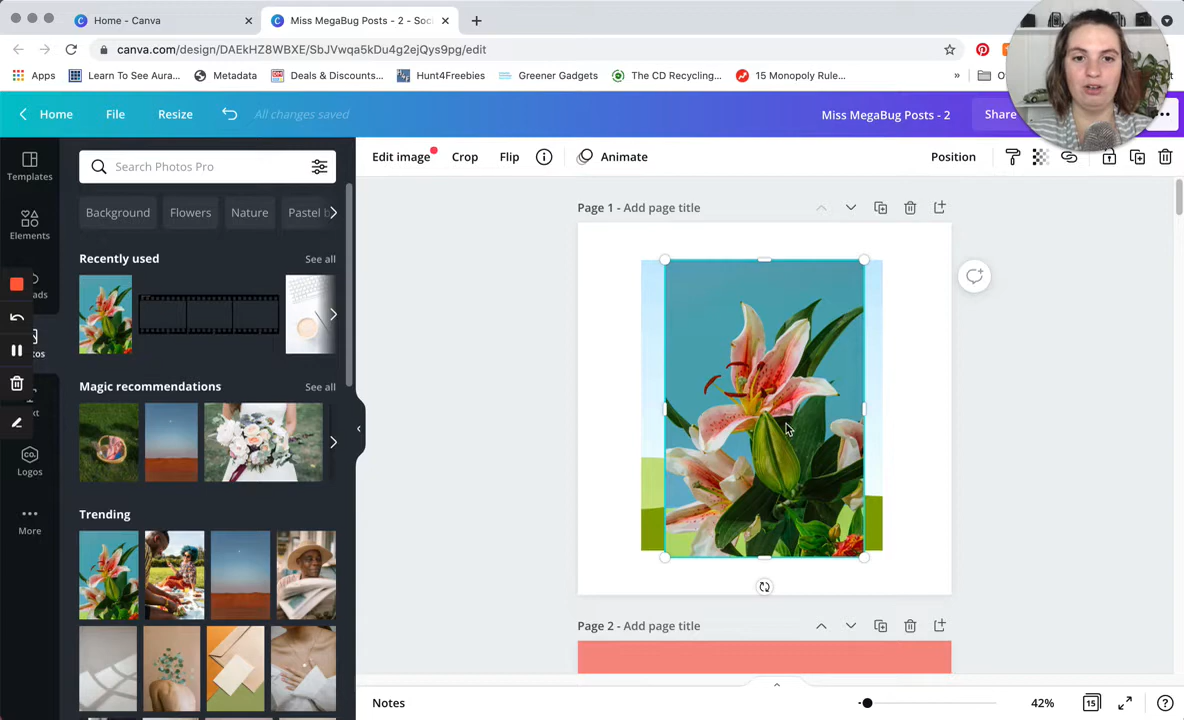 Home - Canva
Miss MegaBug Posts - 2 - Soci
canva.com/design/DAEkHZ8WBXE/SbJVwqa5kDu4g2ejQys9pg/edit
Apps
Learn To See Aura...
Metadata
Deals & Discounts...
Hunt4Freebies
Greener Gadgets
The CD Recycling...
15 Monopoly Rule...
»
Home
File
Resize
All changes saved
Miss MegaBug Posts - 2
Share
Templates
Elements
Logos
More
Search Photos Pro
Background
Flowers
Nature
Pastel
Recently used
See all
Magic recommendations
See all
Trending
Edit image
Crop
Flip
Animate
Position
Page 1 - Add page title
Page 2 - Add page title
Notes
42%
15